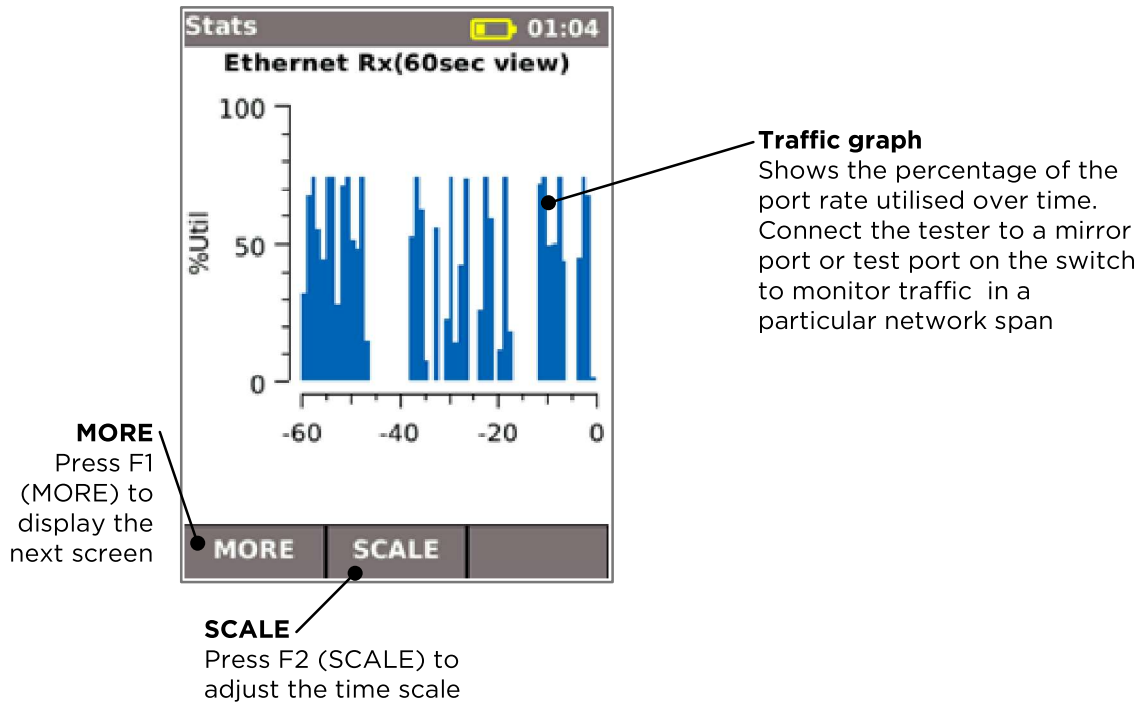 Stats 01:04
Ethernet Rx(60sec view)
100
50
0
%Util
-60 -40 -20 0
MORE SCALE
Traffic graph
Shows the percentage of the
port rate utilised over time.
Connect the tester to a mirror
port or test port on the switch
to monitor traffic in a
particular network span
MORE
Press F1
(MORE) to
display the
next screen
SCALE
Press F2 (SCALE) to
adjust the time scale